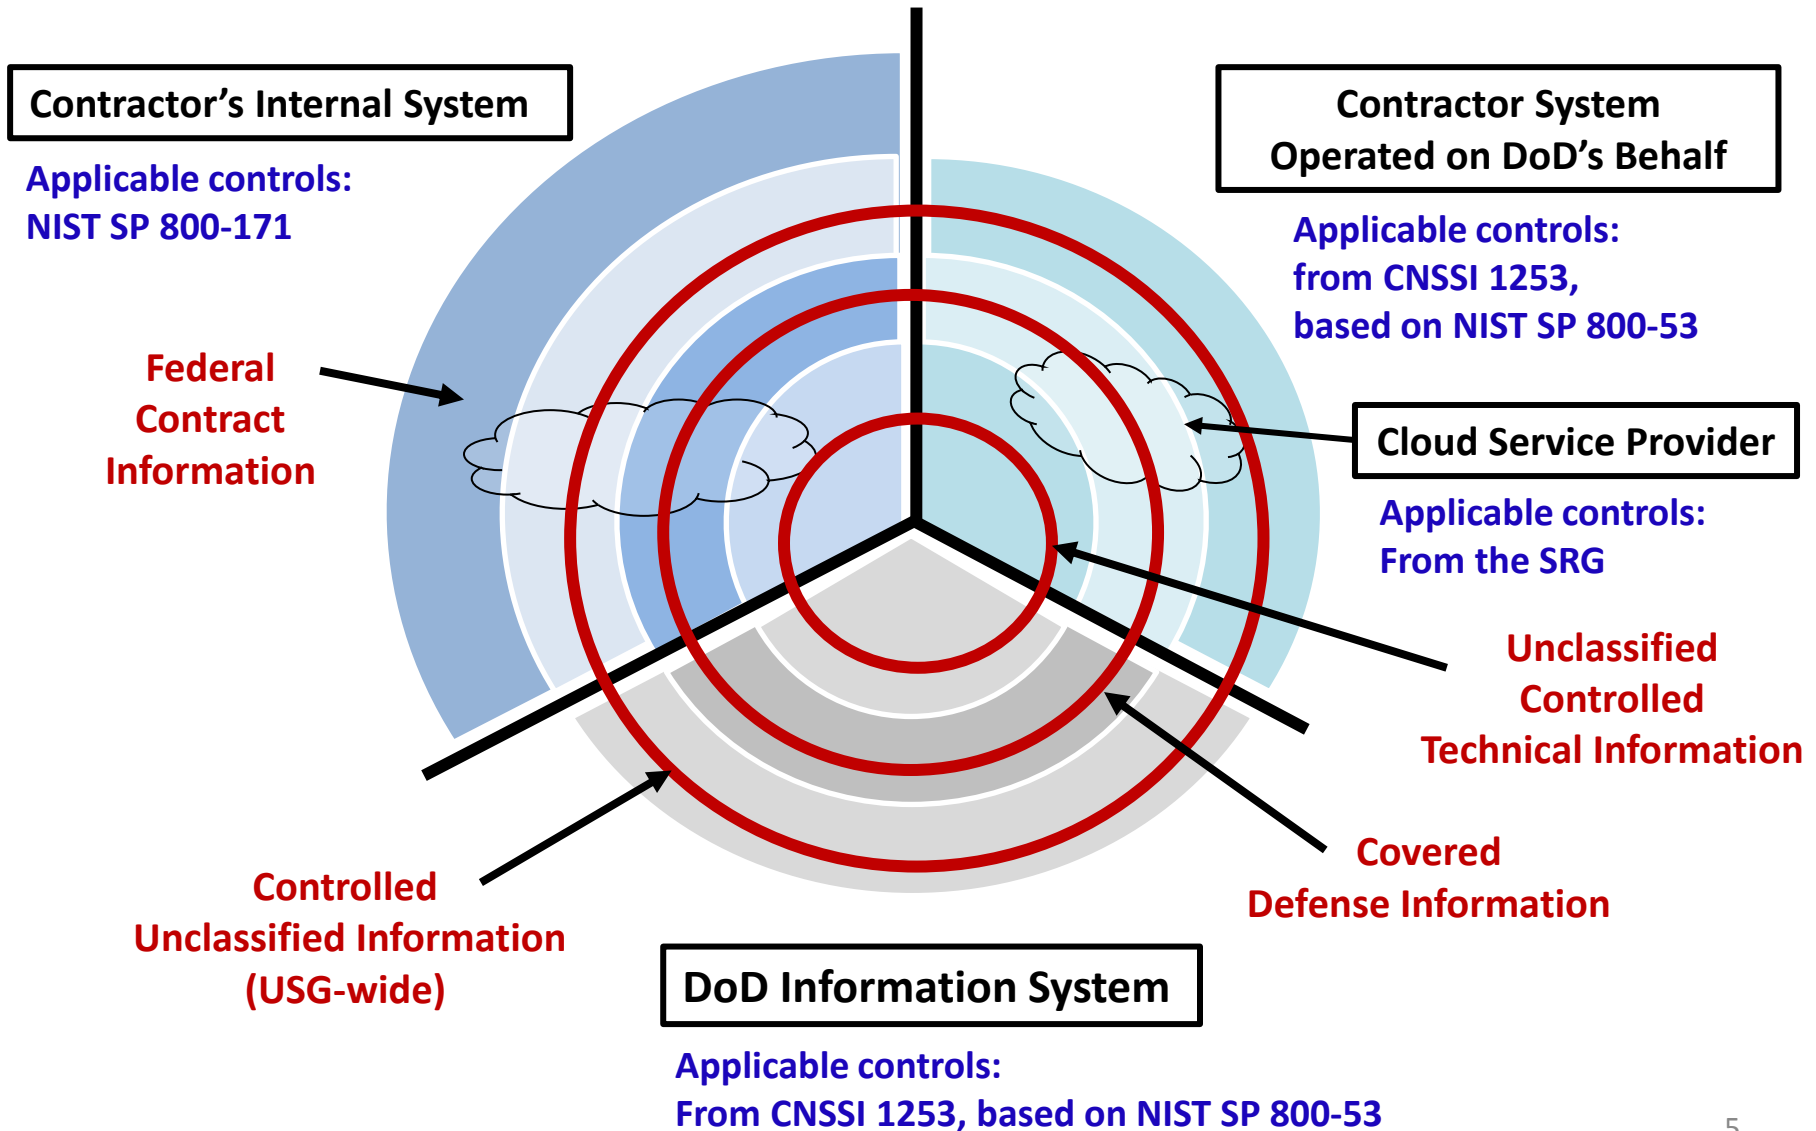 Contractor’s Internal System
Applicable controls:
NIST SP 800-171
Contractor System
Operated on DoD’s Behalf
Applicable controls:
from CNSSI 1253,
based on NIST SP 800-53
Federal
Contract
Information
Cloud Service Provider
Applicable controls:
From the SRG
Unclassified
Controlled
Technical Information
Covered
Defense Information
Controlled
Unclassified Information
(USG-wide)
DoD Information System
Applicable controls:
From CNSSI 1253, based on NIST SP 800-53
5